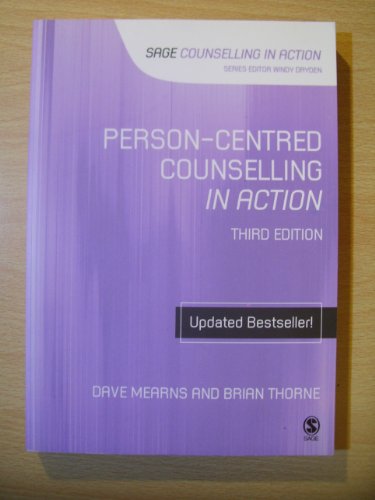 SAGE COUNSELLING IN ACTION
SERIES EDITOR WINDY DRYDEN
PERSON-CENTRED
COUNSELLING
IN ACTION
THIRD EDITION
Updated Bestseller!
DAVE MEARNS AND BRIAN THORNE
S
SAGE